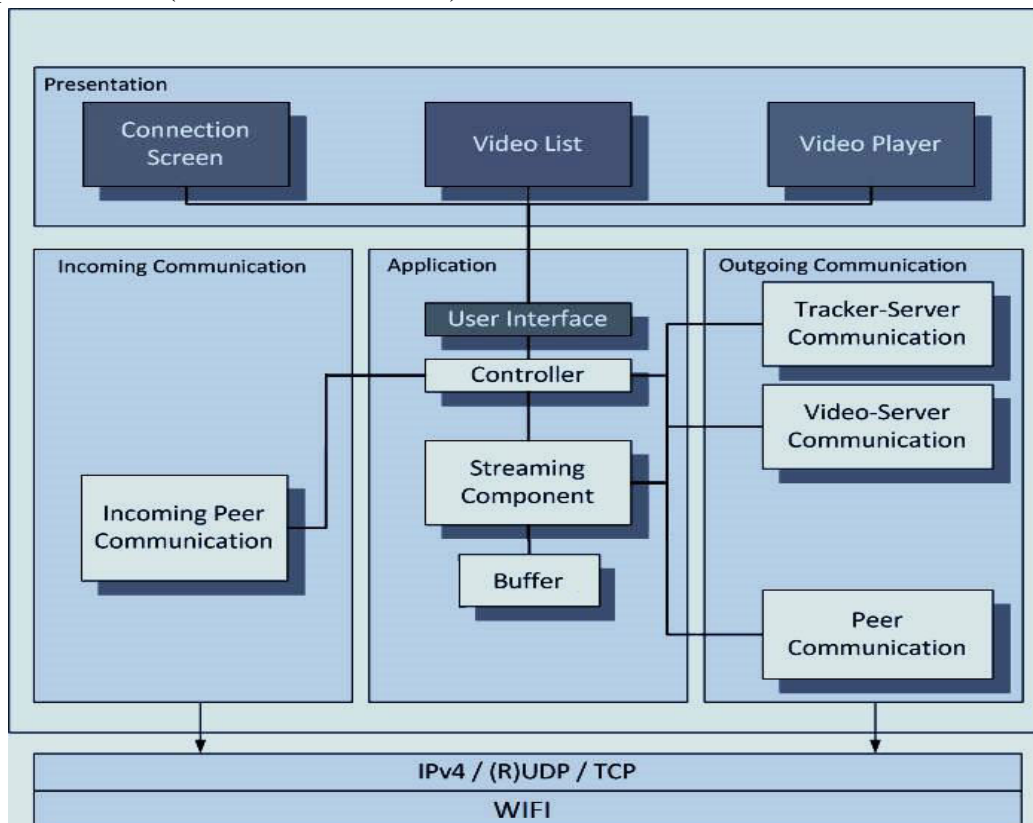 Presentation
Connection
Screen
Video List
Video Player
Incoming Communication
Application
Outgoing Communication
User Interface
Controller
Streaming
Component
Buffer
Incoming Peer
Communication
Tracker-Server
Communication
Video-Server
Communication
Peer
Communication
IPv4 / (R)UDP / TCP
WIFI